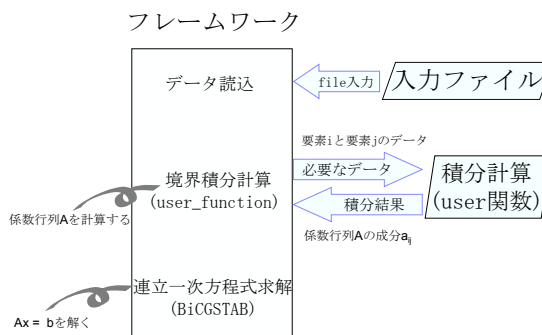 フレームワーク
データ読込
file入力
入力ファイル
要素iと要素jのデータ
必要なデータ
境界積分計算
(user_function)
積分計算
(user関数)
積分結果
係数行列Aを計算する
係数行列Aの成分aij
連立一次方程式求解
(BiCGSTAB)
Ax = bを解く